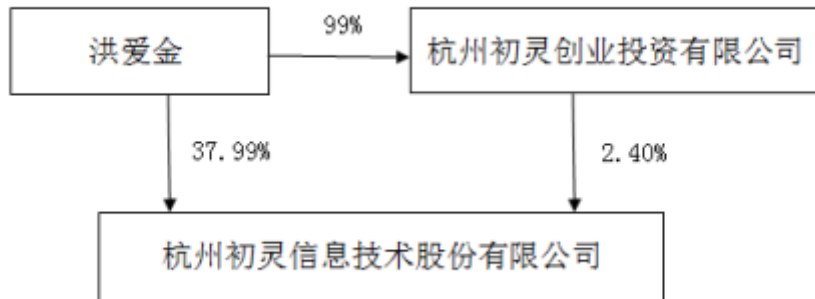 99%
洪爱金
杭州初灵创业投资有限公司
37.99%
2.40%
杭州初灵信息技术股份有限公司